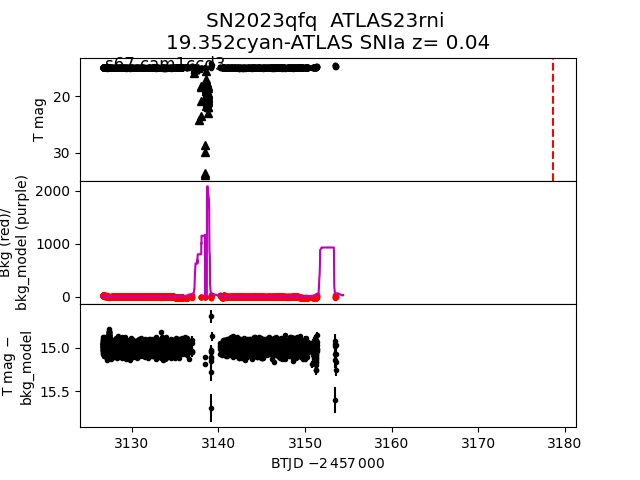 SN2023qfq ATLAS23rni
19.352cyan-ATLAS SNIa z= 0.04
s67 cam1ccd3
T mag
20
30
Bkg (red)/
bkg_model (purple)
2000
1000
0
T mag −
bkg_model
15.0
15.5
3130 3140 3150 3160 3170 3180
BTJD −2 457 000